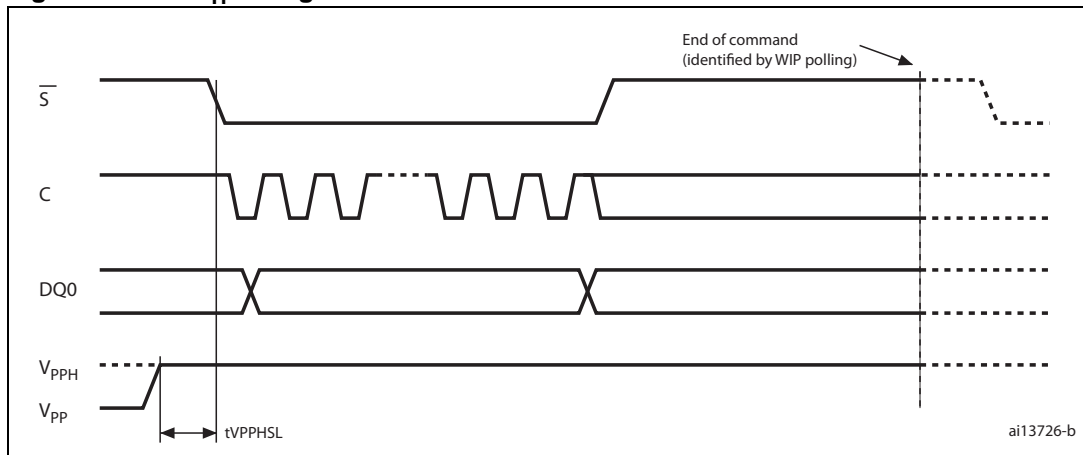 End of command
(identified by WIP polling)
S
C
DQ0
VPPH
VPP
tVPPHSL
ai13726-b